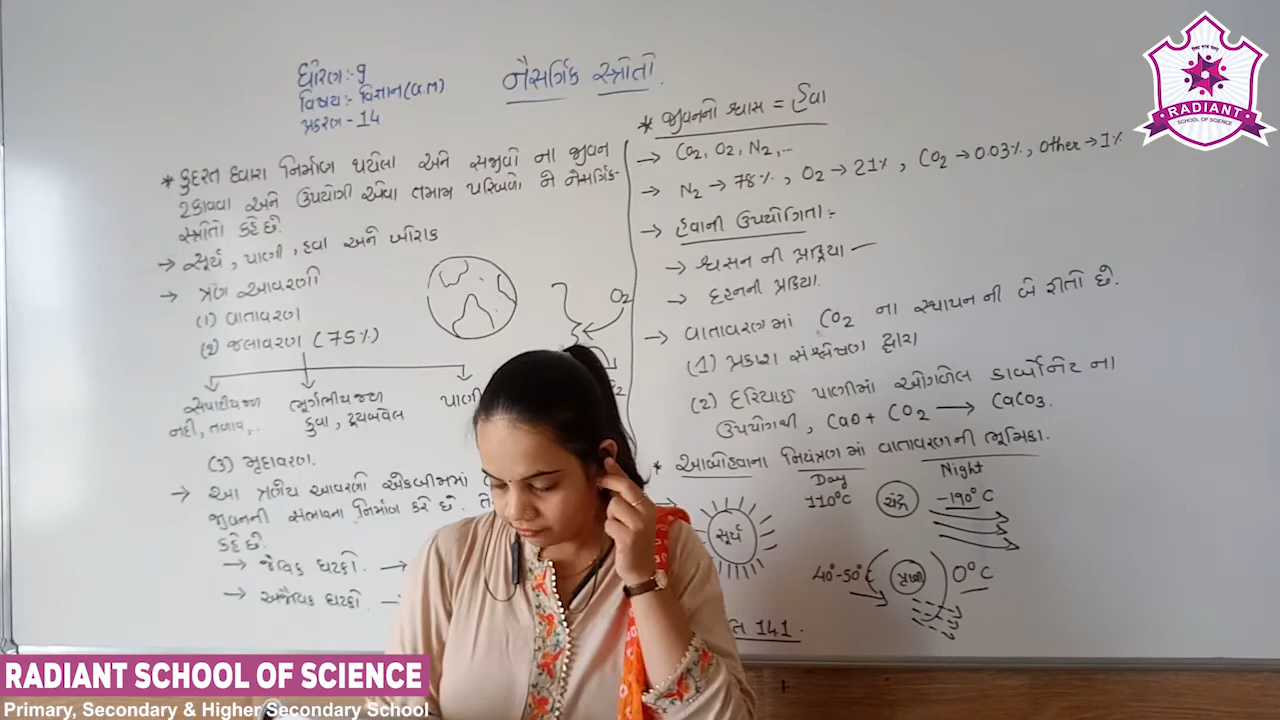 ધોરણ:- 9
વિષય:- વિજ્ઞાન (G.M)
પ્રકરણ - 14
નૈસર્ગિક સ્ત્રોતો.
* કુદરત દ્વારા નિર્માણ થયેલા અને સજીવો ના જીવન
ટકાવવા અને ઉપયોગી એવા તમામ પરિબળો ને નૈસર્ગિક
સ્ત્રોતો કહે છે.
→ સૂર્ય, પાણી, હવા અને ખોરાક
→ ત્રણ આવરણો
(૧) વાતાવરણ
(૨) જલાવરણ (75%)
સપાટીય જળ
નદી, તળાવ,..
ભૂગર્ભીય જળ
કુવા, ટ્યુબવેલ
પાણી
(૩) મૃદાવરણ.
→ આ ત્રણેય આવરણો એકબીજામાં
જીવનની સંભાવના નિર્માણ કરે છે. તે
કહે છે.
→ જૈવિક ઘટકો. →
→ અજૈવિક ઘટકો. →
O2
* જીવનનો શ્વાસ = હવા
→ CO2, O2, N2,...
→ N2 → 78%, O2 → 21%, CO2 → 0.03%, Other → 1%
→ હવાની ઉપયોગિતા:-
→ શ્વસન ની પ્રક્રિયા —
→ દહનની પ્રક્રિયા.
→ વાતાવરણમાં CO2 ના સ્થાપન ની બે રીતો છે.
(1) પ્રકાશ સંશ્લેષણ દ્વારા
(2) દરિયાઈ પાણીમાં ઓગળેલ કાર્બોનેટ ના
ઉપયોગથી, CaO + CO2 → CaCO3.
* આબોહવાના નિયંત્રણ માં વાતાવરણની ભૂમિકા.
Day
Night
110°C
ચંદ્ર
-190°C
સૂર્ય
40°-50°C
પૃથ્વી
0°C
141.
RADIANT
SCHOOL OF SCIENCE
RADIANT SCHOOL OF SCIENCE
Primary, Secondary & Higher Secondary School